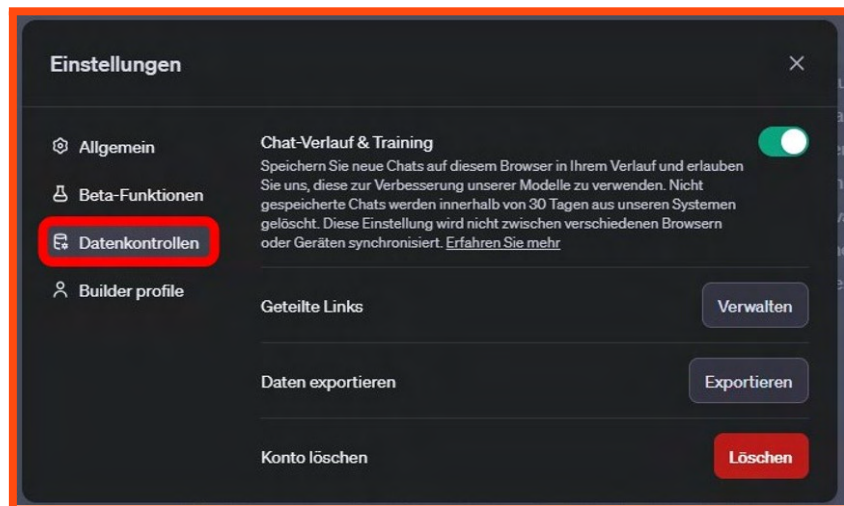 Einstellungen
Allgemein
Beta-Funktionen
Datenkontrollen
Builder profile
Chat-Verlauf & Training
Speichern Sie neue Chats auf diesem Browser in Ihrem Verlauf und erlauben
Sie uns, diese zur Verbesserung unserer Modelle zu verwenden. Nicht
gespeicherte Chats werden innerhalb von 30 Tagen aus unseren Systemen
gelöscht. Diese Einstellung wird nicht zwischen verschiedenen Browsern
oder Geräten synchronisiert. Erfahren Sie mehr
Geteilte Links
Verwalten
Daten exportieren
Exportieren
Konto löschen
Löschen